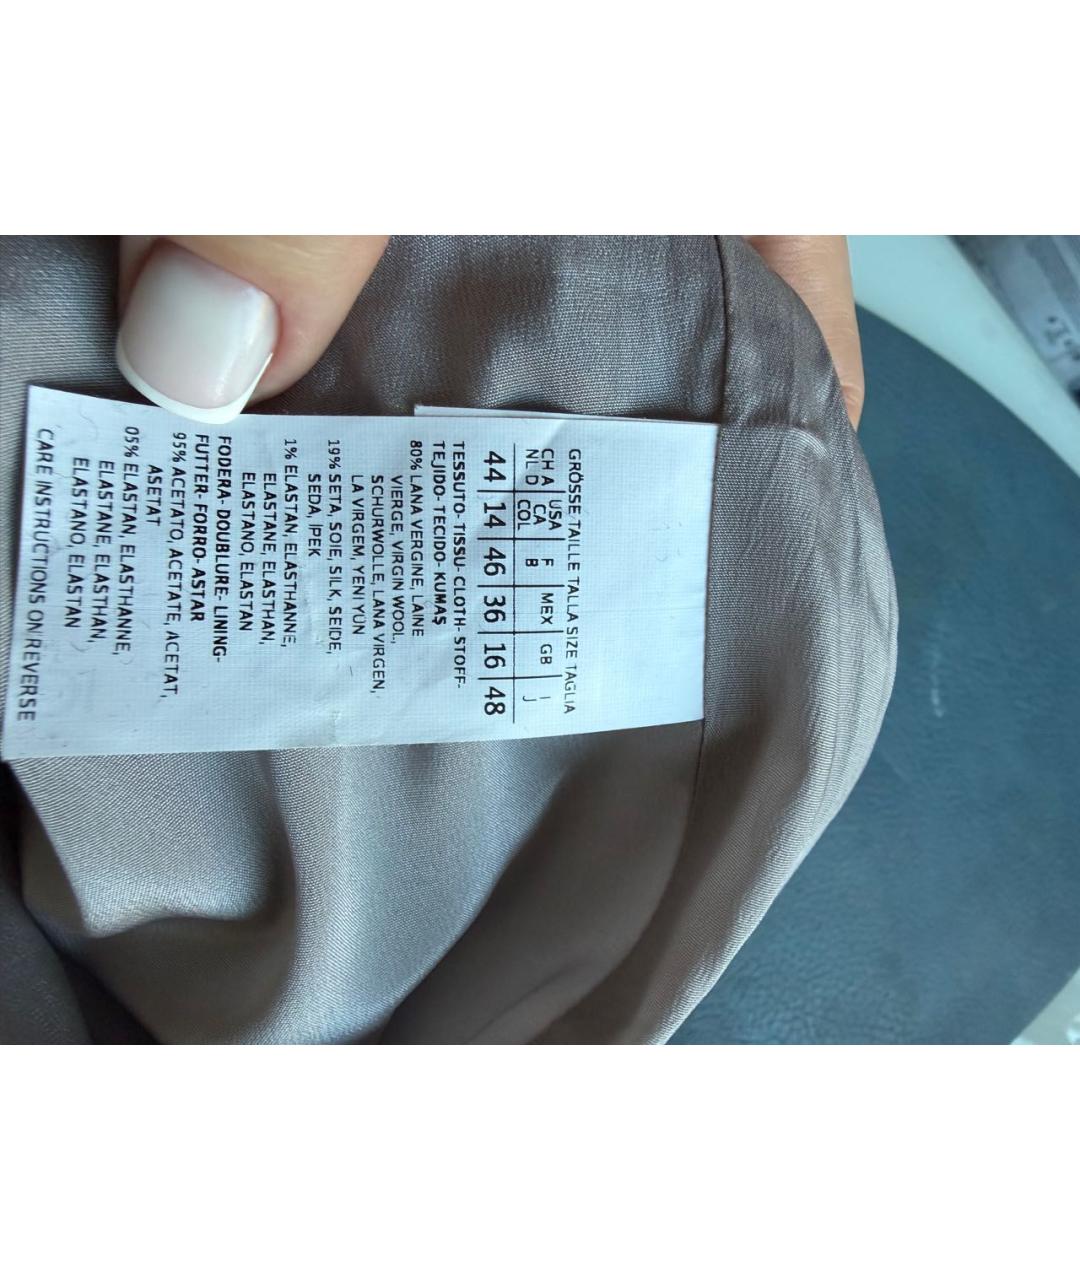 GRÖSSE TAILLE TALLA SIZE TAGLIA
CH A | USA | F | MEX | GB | I
NL D | CA COL | B | J
44 | 14 | 46 | 36 | 16 | 48
TESSUTO- TISSU- CLOTH- STOFF-
TEJIDO- TECIDO- KUMAŞ
80% LANA VERGINE, LAINE
VIERGE, VIRGIN WOOL,
SCHURWOLLE, LANA VIRGEN,
LA VIRGEM, YENI YÜN
19% SETA, SOIE, SILK, SEIDE,
SEDA, İPEK
1% ELASTAN, ELASTHANNE,
ELASTANE, ELASTHAN,
ELASTANO, ELASTAN
FODERA- DOUBLURE- LINING-
FUTTER- FORRO- ASTAR
95% ACETATO, ACETATE, ACETAT,
ASETAT
05% ELASTAN, ELASTHANNE,
ELASTANE, ELASTHAN,
ELASTANO, ELASTAN
CARE INSTRUCTIONS ON REVERSE